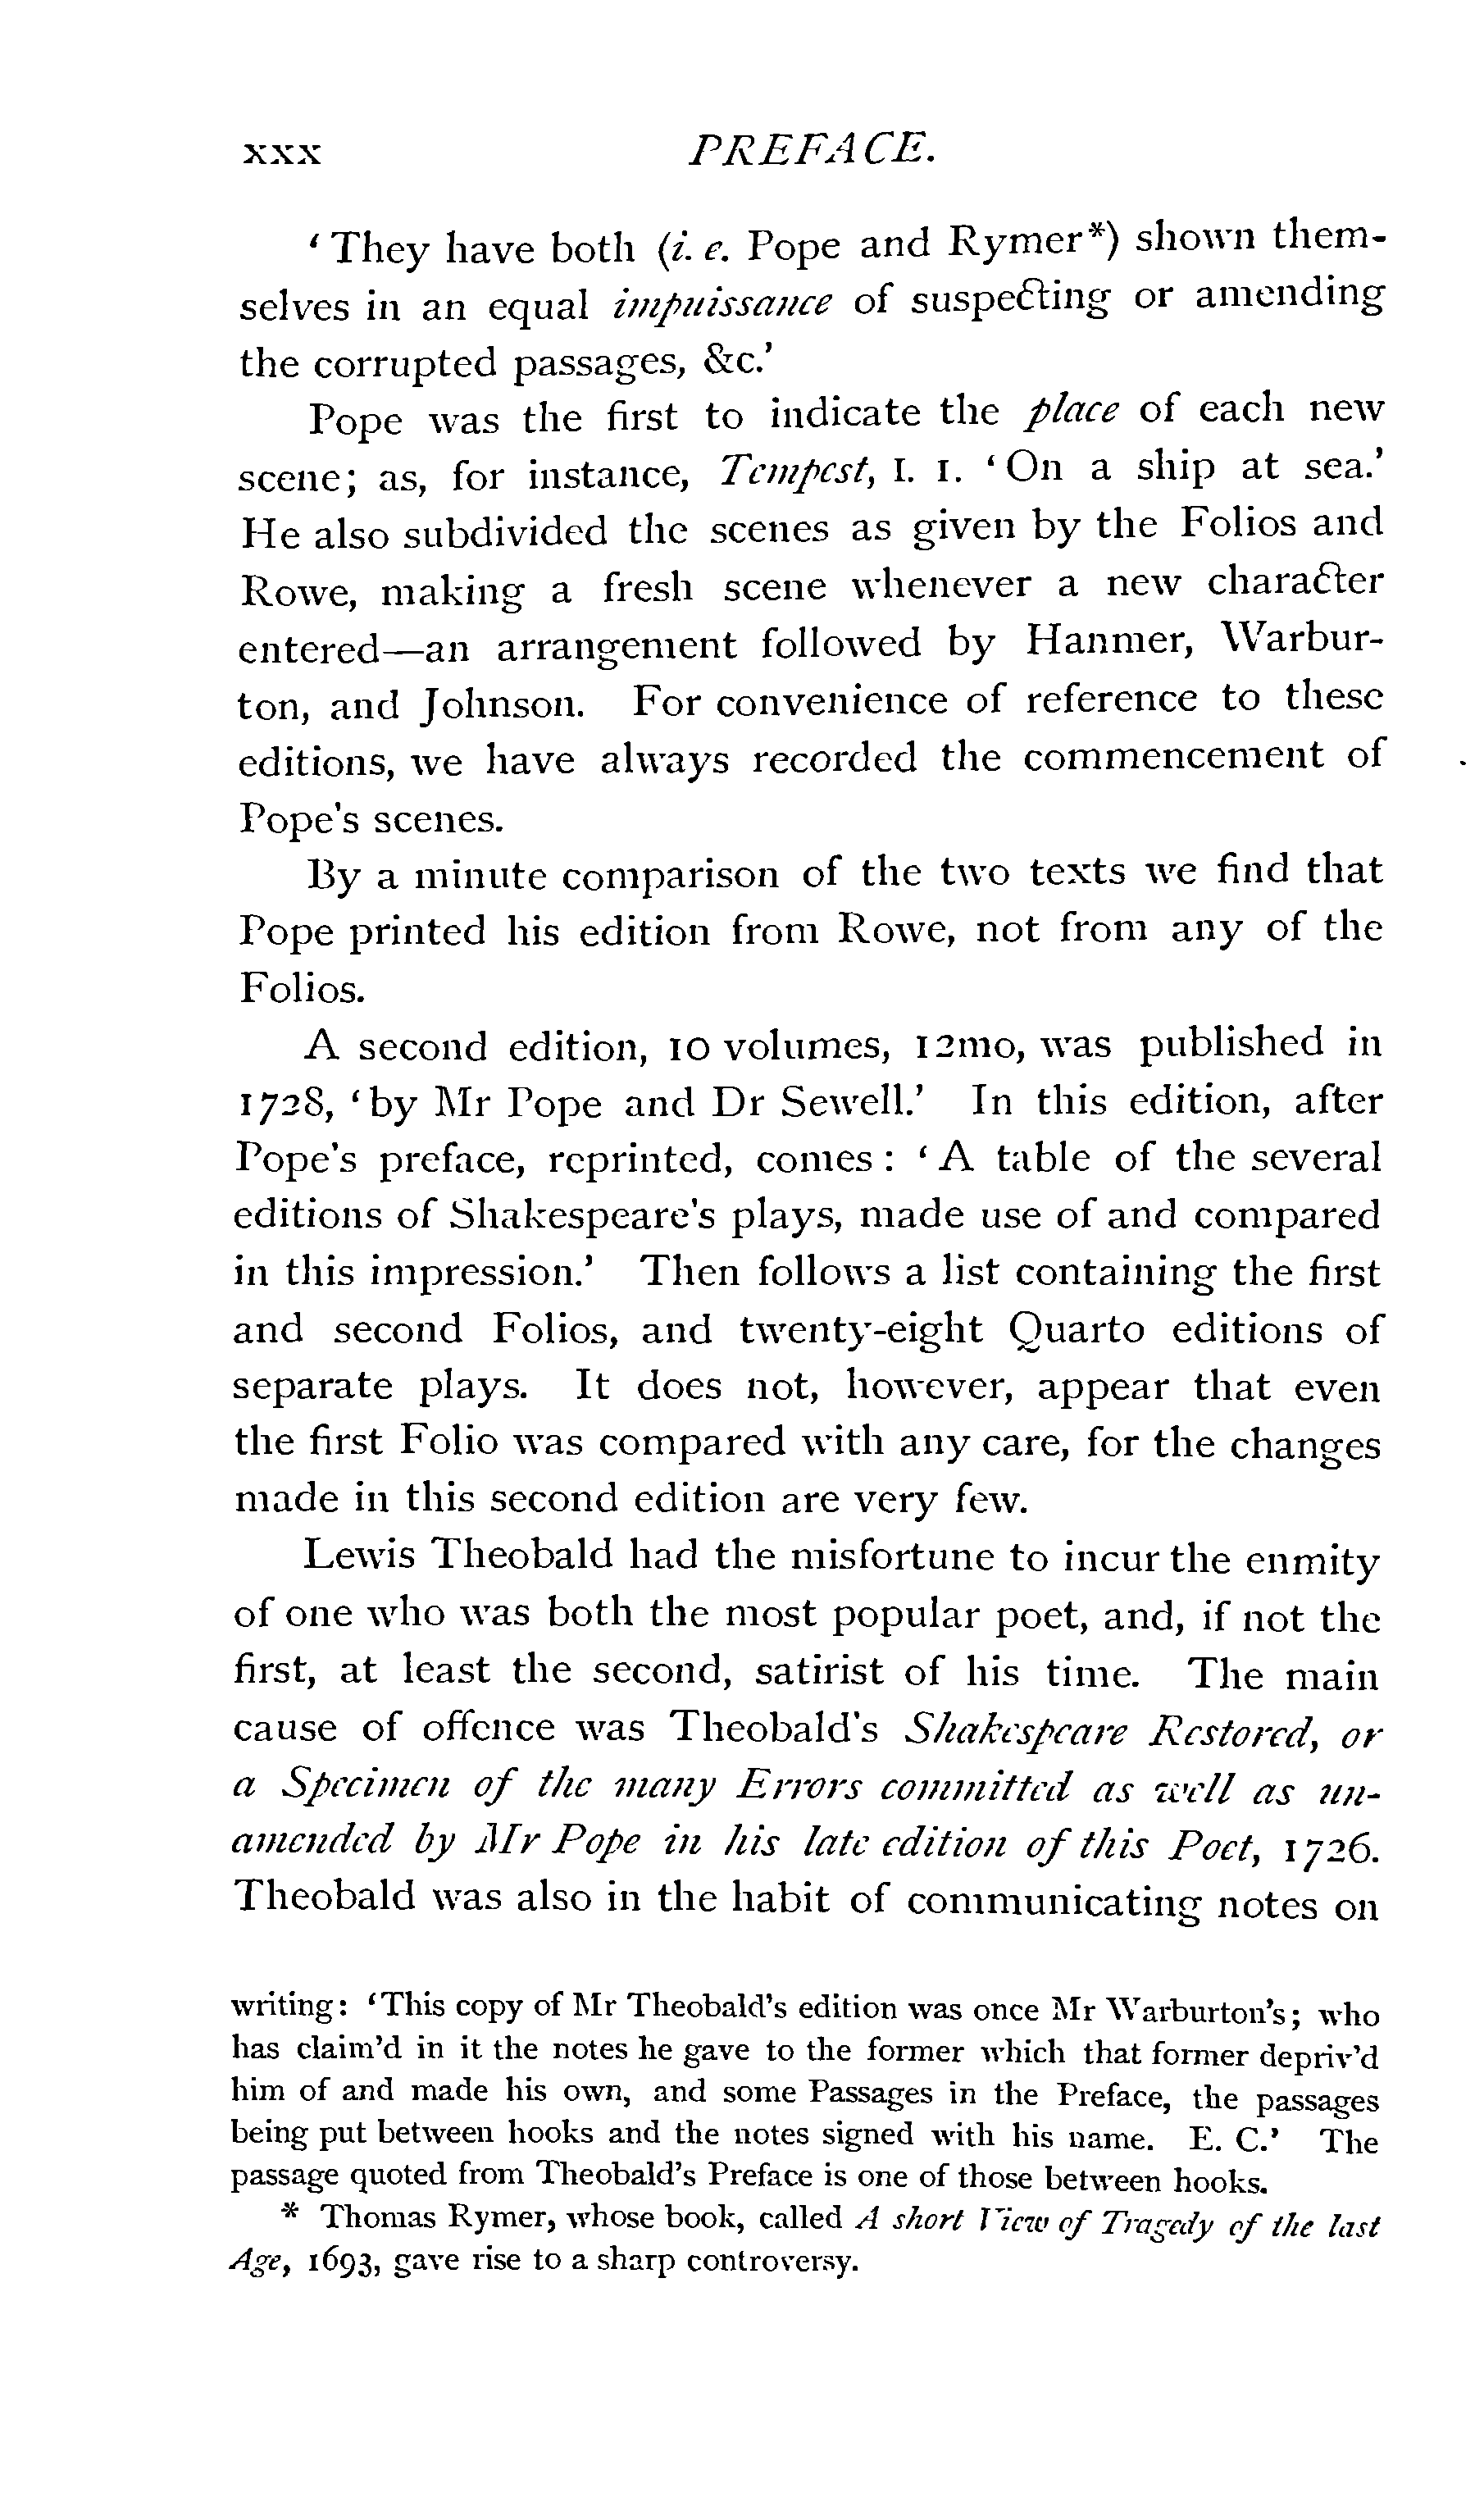 xxx PREFACE.
‘They have both (i. e. Pope and Rymer*) shown them-
selves in an equal impuissance of suspecting or amending
the corrupted passages, &c.’
Pope was the first to indicate the place of each new
scene; as, for instance, Tempest, I. 1. ‘On a ship at sea.’
He also subdivided the scenes as given by the Folios and
Rowe, making a fresh scene whenever a new character
entered—an arrangement followed by Hanmer, Warbur-
ton, and Johnson. For convenience of reference to these
editions, we have always recorded the commencement of
Pope's scenes.
By a minute comparison of the two texts we find that
Pope printed his edition from Rowe, not from any of the
Folios.
A second edition, 10 volumes, 12mo, was published in
1728, ‘by Mr Pope and Dr Sewell.’ In this edition, after
Pope's preface, reprinted, comes: ‘A table of the several
editions of Shakespeare's plays, made use of and compared
in this impression.’ Then follows a list containing the first
and second Folios, and twenty-eight Quarto editions of
separate plays. It does not, however, appear that even
the first Folio was compared with any care, for the changes
made in this second edition are very few.
Lewis Theobald had the misfortune to incur the enmity
of one who was both the most popular poet, and, if not the
first, at least the second, satirist of his time. The main
cause of offence was Theobald's Shakespeare Restored, or
a Specimen of the many Errors committed as well as un-
amended by Mr Pope in his late edition of this Poet, 1726.
Theobald was also in the habit of communicating notes on
writing: ‘This copy of Mr Theobald's edition was once Mr Warburton's; who
has claim'd in it the notes he gave to the former which that former depriv'd
him of and made his own, and some Passages in the Preface, the passages
being put between hooks and the notes signed with his name. E. C.’ The
passage quoted from Theobald's Preface is one of those between hooks.
* Thomas Rymer, whose book, called A short View of Tragedy of the last
Age, 1693, gave rise to a sharp controversy.